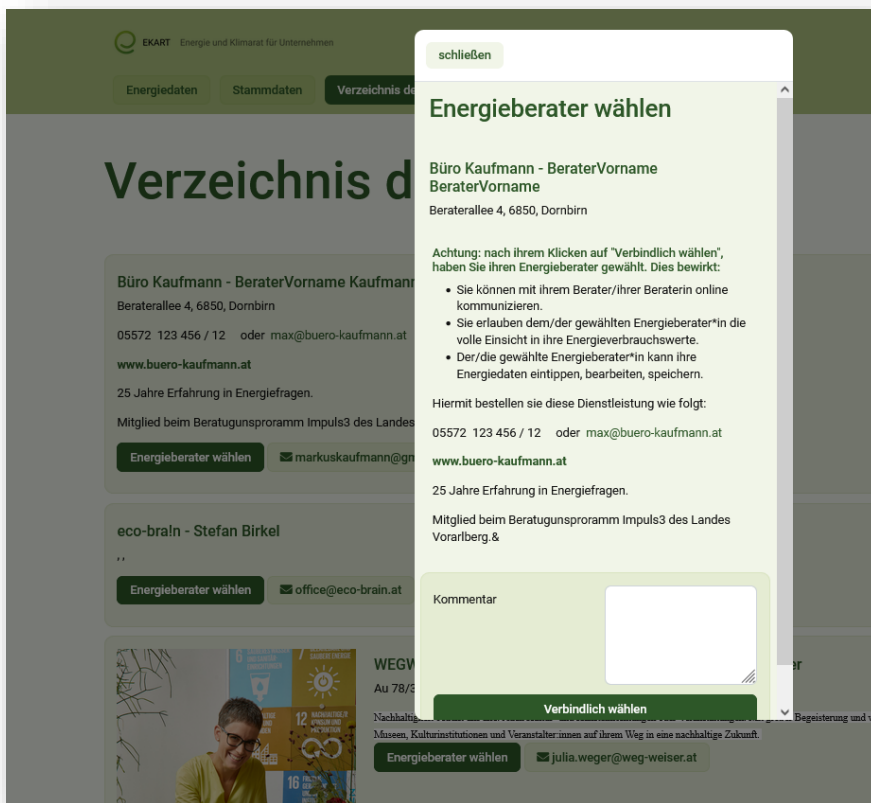 EKART Energie und Klimarat für Unternehmen
Energiedaten Stammdaten Verzeichnis de
Verzeichnis d
Büro Kaufmann - BeraterVorname Kaufmann
Beraterallee 4, 6850, Dornbirn
05572 123 456 / 12 oder max@buero-kaufmann.at
www.buero-kaufmann.at
25 Jahre Erfahrung in Energiefragen.
Mitglied beim Beratugunsproramm Impuls3 des Landes
Energieberater wählen markuskaufmann@gm
eco-bra!n - Stefan Birkel
, ,
Energieberater wählen office@eco-brain.at
WEGW
Au 78/3
Museen, Kulturinstitutionen und Veranstalter:innen auf ihrem Weg in eine nachhaltige Zukunft.
Energieberater wählen julia.weger@weg-weiser.at
schließen
Energieberater wählen
Büro Kaufmann - BeraterVorname
BeraterVorname
Beraterallee 4, 6850, Dornbirn
Achtung: nach ihrem Klicken auf "Verbindlich wählen",
haben Sie ihren Energieberater gewählt. Dies bewirkt:
• Sie können mit ihrem Berater/ihrer Beraterin online
kommunizieren.
• Sie erlauben dem/der gewählten Energieberater*in die
volle Einsicht in ihre Energieverbrauchswerte.
• Der/die gewählte Energieberater*in kann ihre
Energiedaten eintippen, bearbeiten, speichern.
Hiermit bestellen sie diese Dienstleistung wie folgt:
05572 123 456 / 12 oder max@buero-kaufmann.at
www.buero-kaufmann.at
25 Jahre Erfahrung in Energiefragen.
Mitglied beim Beratugunsproramm Impuls3 des Landes
Vorarlberg.&
Kommentar
Verbindlich wählen
er
Begeisterung und v